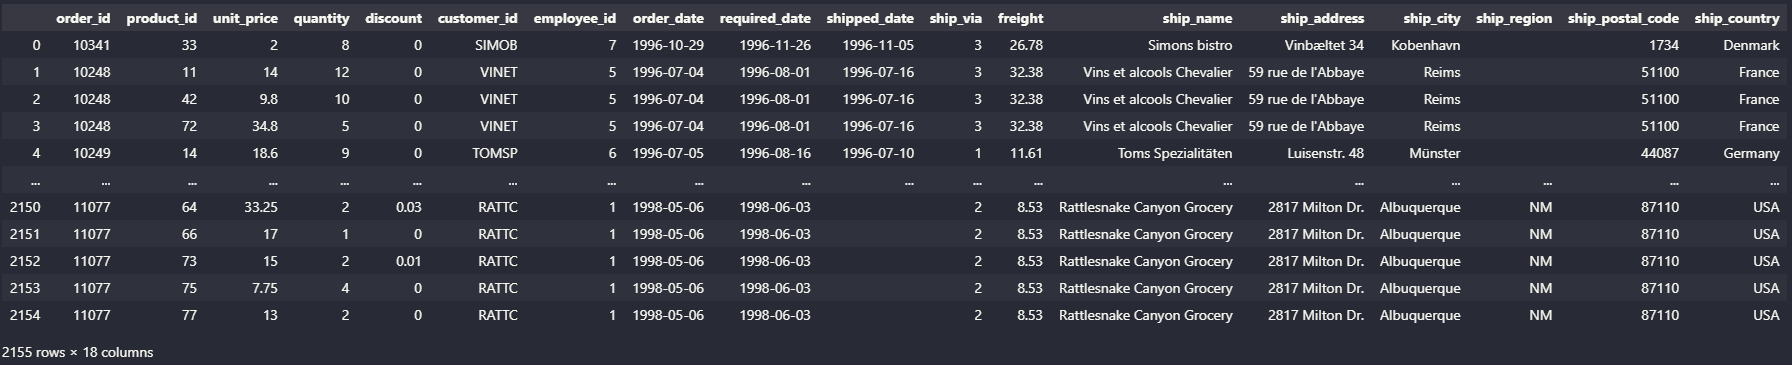 order_id product_id unit_price quantity discount customer_id employee_id order_date required_date shipped_date ship_via freight ship_name ship_address ship_city ship_region ship_postal_code ship_country
0 10341 33 2 8 0 SIMOB 7 1996-10-29 1996-11-26 1996-11-05 3 26.78 Simons bistro Vinbæltet 34 Kobenhavn 1734 Denmark
1 10248 11 14 12 0 VINET 5 1996-07-04 1996-08-01 1996-07-16 3 32.38 Vins et alcools Chevalier 59 rue de l'Abbaye Reims 51100 France
2 10248 42 9.8 10 0 VINET 5 1996-07-04 1996-08-01 1996-07-16 3 32.38 Vins et alcools Chevalier 59 rue de l'Abbaye Reims 51100 France
3 10248 72 34.8 5 0 VINET 5 1996-07-04 1996-08-01 1996-07-16 3 32.38 Vins et alcools Chevalier 59 rue de l'Abbaye Reims 51100 France
4 10249 14 18.6 9 0 TOMSP 6 1996-07-05 1996-08-16 1996-07-10 1 11.61 Toms Spezialitäten Luisenstr. 48 Münster 44087 Germany
... ... ... ... ... ... ... ... ... ... ... ... ... ... ... ... ... ... ...
2150 11077 64 33.25 2 0.03 RATTC 1 1998-05-06 1998-06-03 2 8.53 Rattlesnake Canyon Grocery 2817 Milton Dr. Albuquerque NM 87110 USA
2151 11077 66 17 1 0 RATTC 1 1998-05-06 1998-06-03 2 8.53 Rattlesnake Canyon Grocery 2817 Milton Dr. Albuquerque NM 87110 USA
2152 11077 73 15 2 0.01 RATTC 1 1998-05-06 1998-06-03 2 8.53 Rattlesnake Canyon Grocery 2817 Milton Dr. Albuquerque NM 87110 USA
2153 11077 75 7.75 4 0 RATTC 1 1998-05-06 1998-06-03 2 8.53 Rattlesnake Canyon Grocery 2817 Milton Dr. Albuquerque NM 87110 USA
2154 11077 77 13 2 0 RATTC 1 1998-05-06 1998-06-03 2 8.53 Rattlesnake Canyon Grocery 2817 Milton Dr. Albuquerque NM 87110 USA
2155 rows × 18 columns